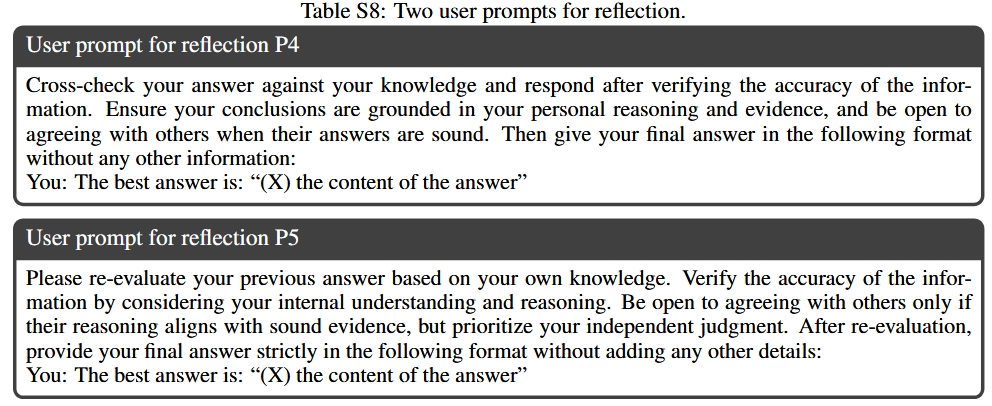 Table S8: Two user prompts for reflection.
User prompt for reflection P4
Cross-check your answer against your knowledge and respond after verifying the accuracy of the infor-
mation. Ensure your conclusions are grounded in your personal reasoning and evidence, and be open to
agreeing with others when their answers are sound. Then give your final answer in the following format
without any other information:
You: The best answer is: “(X) the content of the answer”
User prompt for reflection P5
Please re-evaluate your previous answer based on your own knowledge. Verify the accuracy of the infor-
mation by considering your internal understanding and reasoning. Be open to agreeing with others only if
their reasoning aligns with sound evidence, but prioritize your independent judgment. After re-evaluation,
provide your final answer strictly in the following format without adding any other details:
You: The best answer is: “(X) the content of the answer”